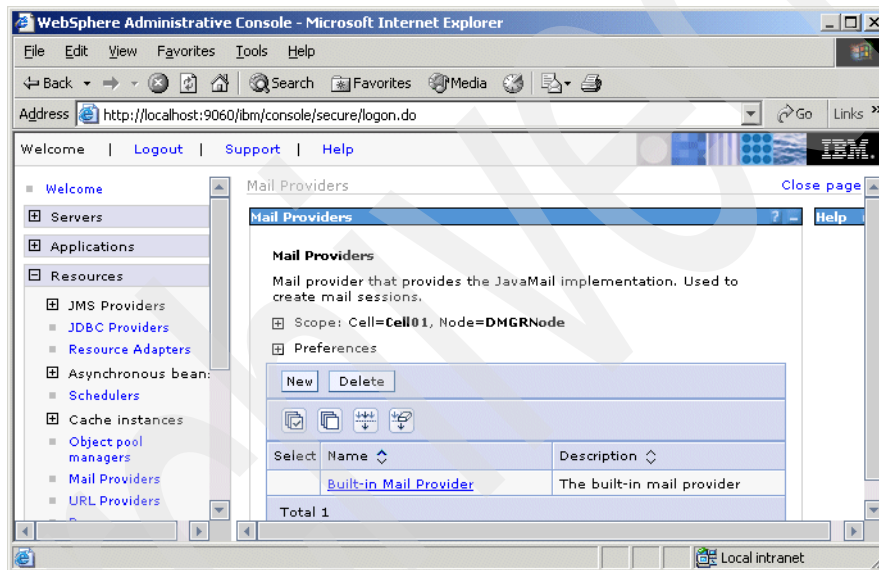 WebSphere Administrative Console - Microsoft Internet Explorer
File Edit View Favorites Tools Help
Back Search Favorites Media
Address http://localhost:9060/ibm/console/secure/logon.do Go Links »
Welcome | Logout | Support | Help IBM.
Welcome
Servers
Applications
Resources
JMS Providers
JDBC Providers
Resource Adapters
Asynchronous beans
Schedulers
Cache instances
Object pool
managers
Mail Providers
URL Providers
Mail Providers Close page
Mail Providers ? – Help
Mail Providers
Mail provider that provides the JavaMail implementation. Used to
create mail sessions.
Scope: Cell=Cell01, Node=DMGRNode
Preferences
New Delete
Select Name Description
Built-in Mail Provider The built-in mail provider
Total 1
Local intranet